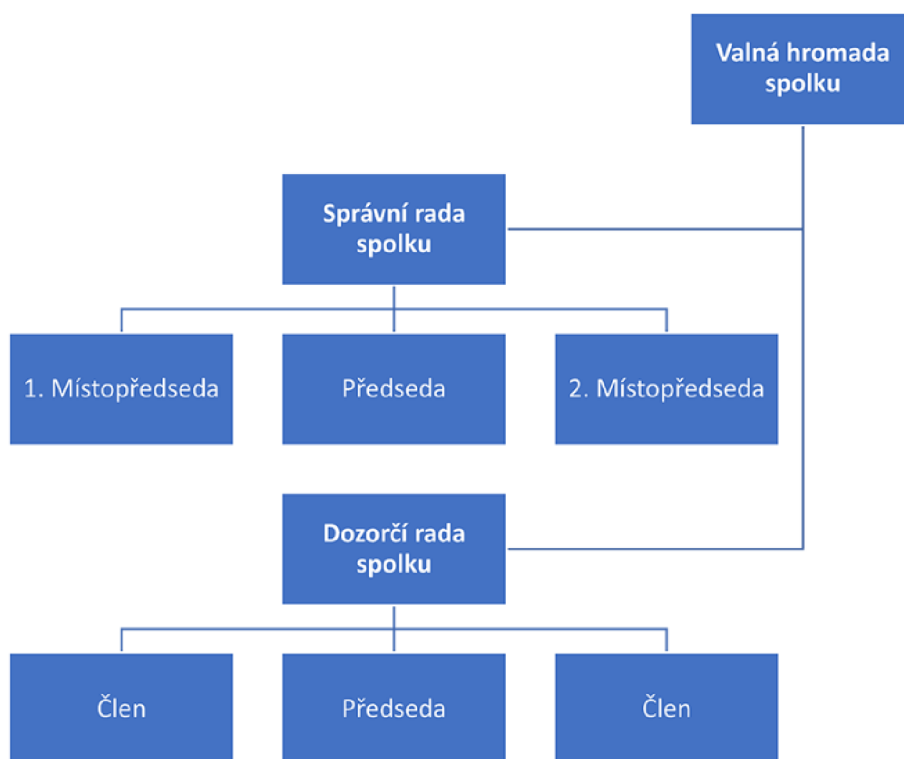 Valná hromada
spolku
Správní rada
spolku
1. Místopředseda
Předseda
2. Místopředseda
Dozorčí rada
spolku
Člen
Předseda
Člen